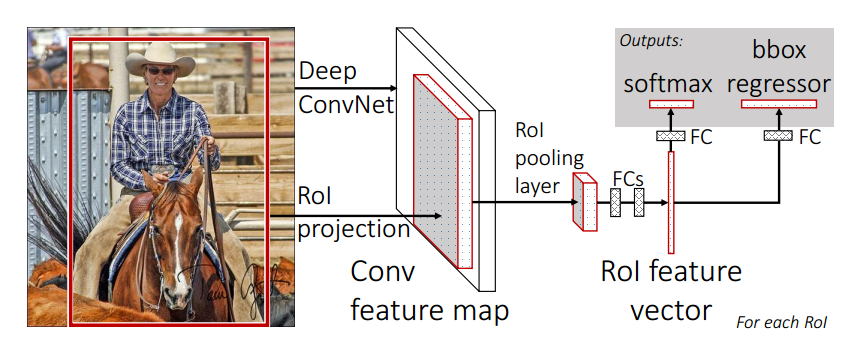 Deep
ConvNet
RoI
projection
Conv
feature map
RoI
pooling
layer
FCs
RoI feature
vector
Outputs:
softmax
bbox
regressor
FC
FC
For each RoI